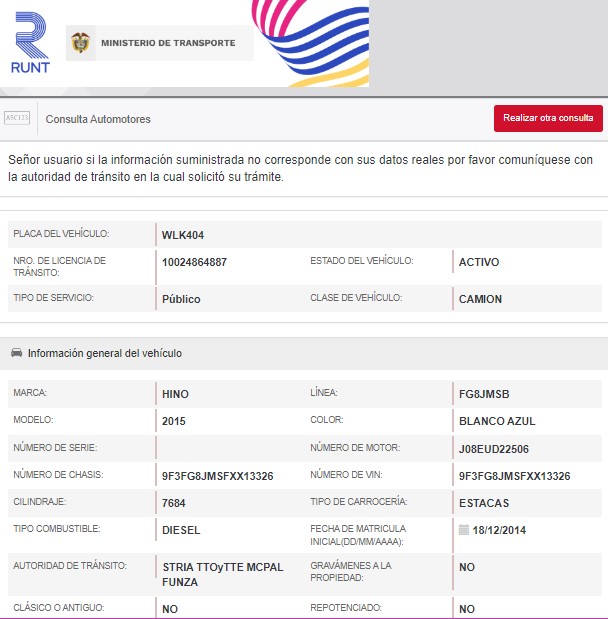 RUNT
MINISTERIO DE TRANSPORTE
ASC123
Consulta Automotores
Realizar otra consulta
Señor usuario si la información suministrada no corresponde con sus datos reales por favor comuníquese con
la autoridad de tránsito en la cual solicitó su trámite.
PLACA DEL VEHÍCULO: WLK404
NRO. DE LICENCIA DE
TRÁNSITO: 10024864887 ESTADO DEL VEHÍCULO: ACTIVO
TIPO DE SERVICIO: Público CLASE DE VEHÍCULO: CAMION
Información general del vehículo
MARCA: HINO LÍNEA: FG8JMSB
MODELO: 2015 COLOR: BLANCO AZUL
NÚMERO DE SERIE: NÚMERO DE MOTOR: J08EUD22506
NÚMERO DE CHASIS: 9F3FG8JMSFXX13326 NÚMERO DE VIN: 9F3FG8JMSFXX13326
CILINDRAJE: 7684 TIPO DE CARROCERÍA: ESTACAS
TIPO COMBUSTIBLE: DIESEL FECHA DE MATRICULA
INICIAL(DD/MM/AAAA): 18/12/2014
AUTORIDAD DE TRÁNSITO: STRIA TTOyTTE MCPAL
FUNZA
GRAVÁMENES A LA
PROPIEDAD: NO
CLÁSICO O ANTIGUO: NO REPOTENCIADO: NO